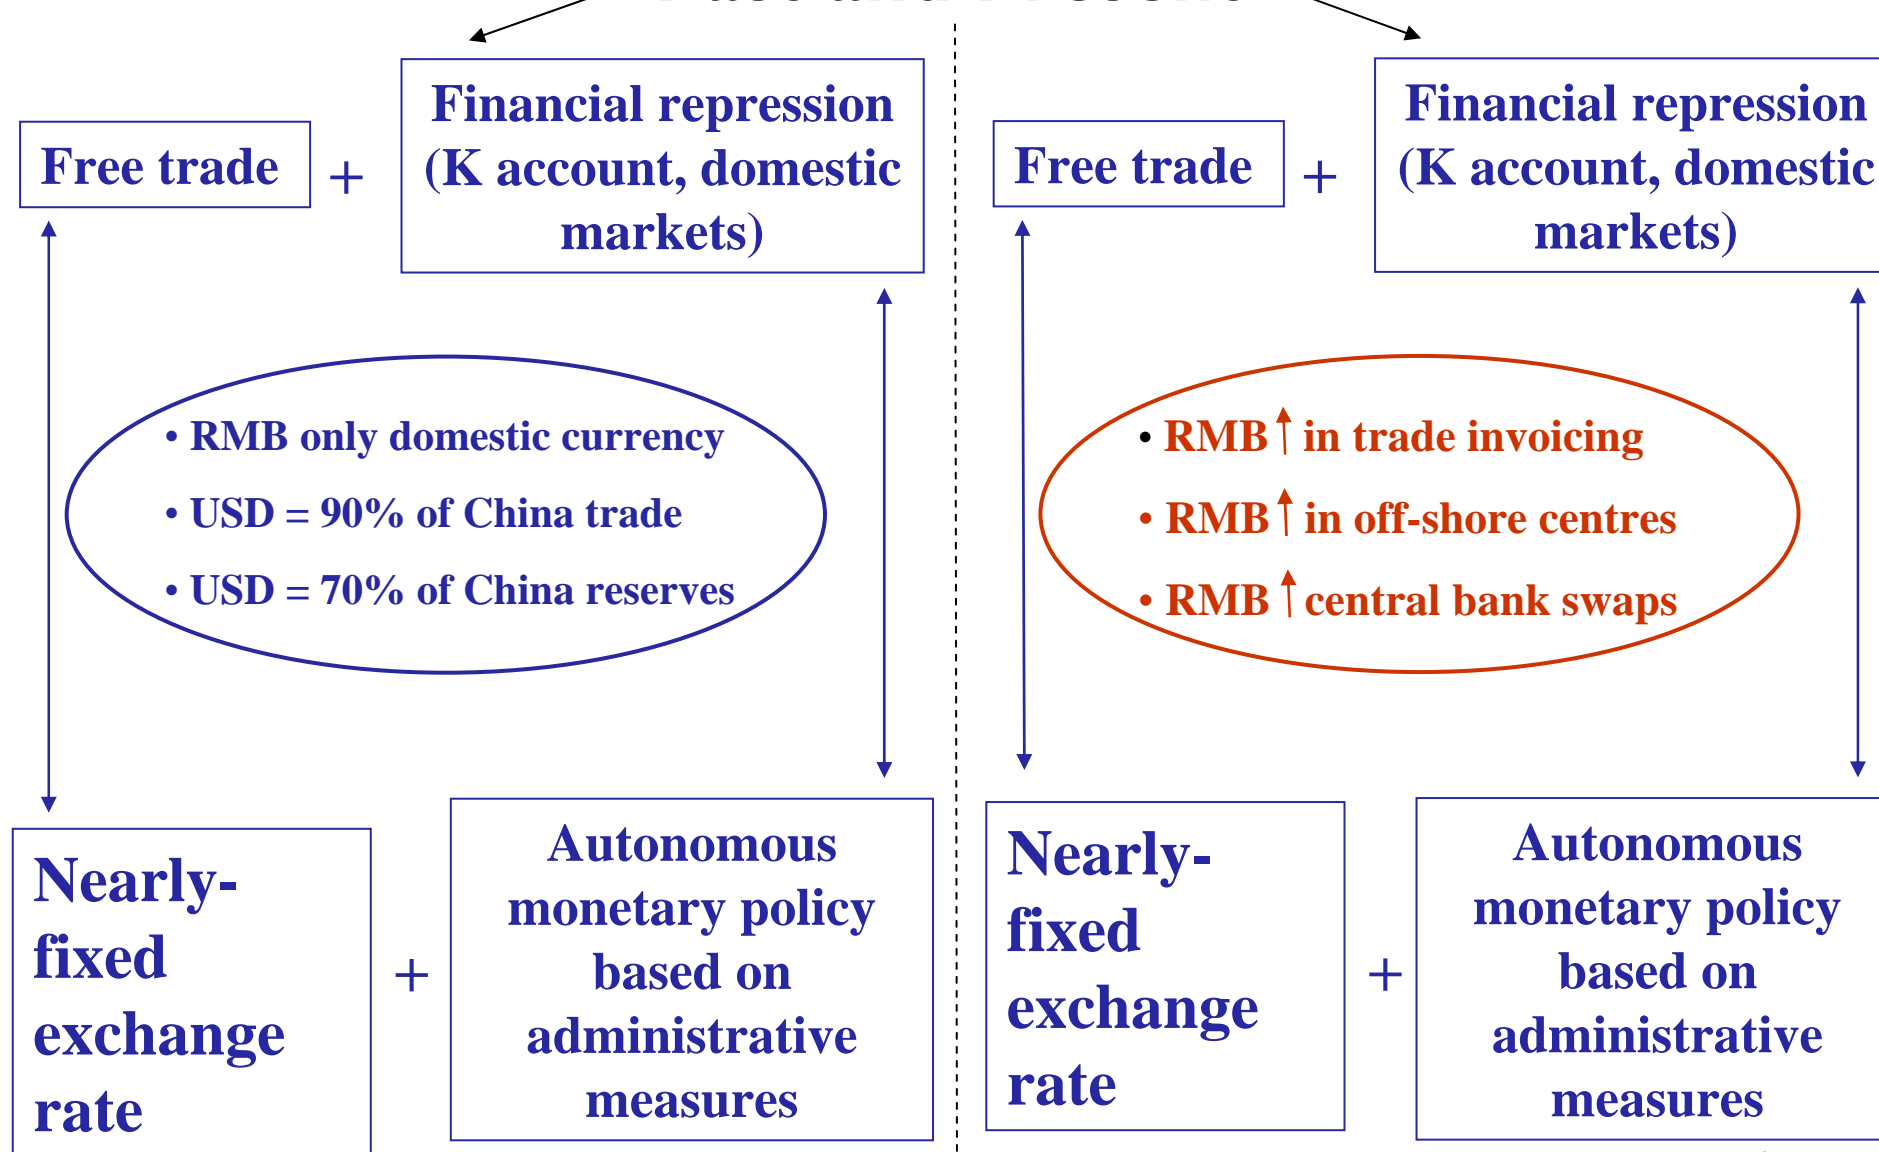 Past and Present
Financial repression
(K account, domestic
markets)
Free trade
+
• RMB only domestic currency
• USD = 90% of China trade
• USD = 70% of China reserves
Nearly-
fixed
exchange
rate
+
Autonomous
monetary policy
based on
administrative
measures
Financial repression
(K account, domestic
markets)
Free trade
+
• RMB ↑ in trade invoicing
• RMB ↑ in off-shore centres
• RMB ↑ central bank swaps
Nearly-
fixed
exchange
rate
+
Autonomous
monetary policy
based on
administrative
measures